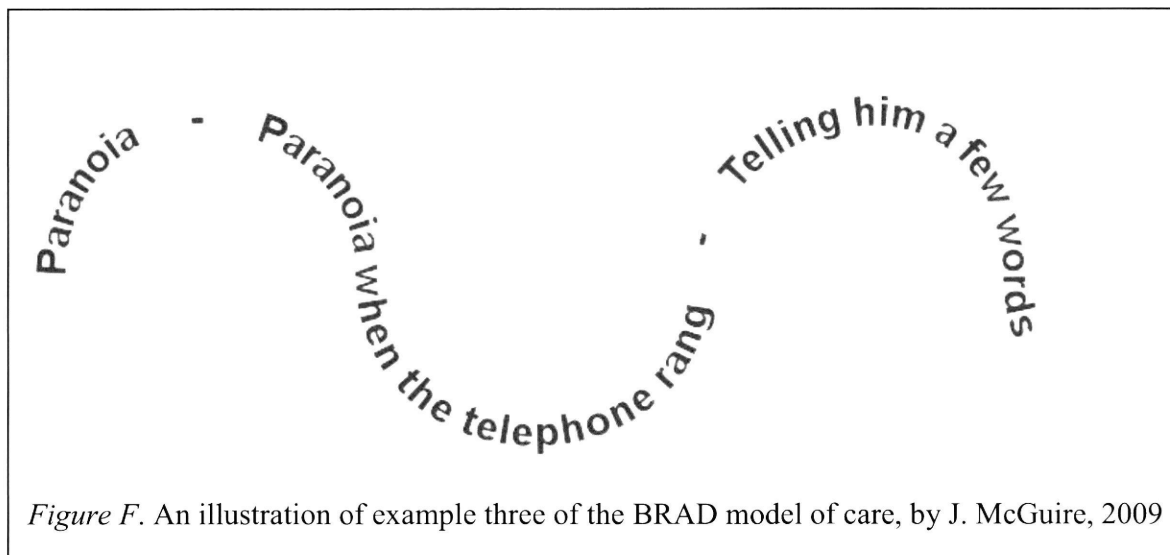 Paranoia - Paranoia when the telephone rang - Telling him a few words
Figure F. An illustration of example three of the BRAD model of care, by J. McGuire, 2009